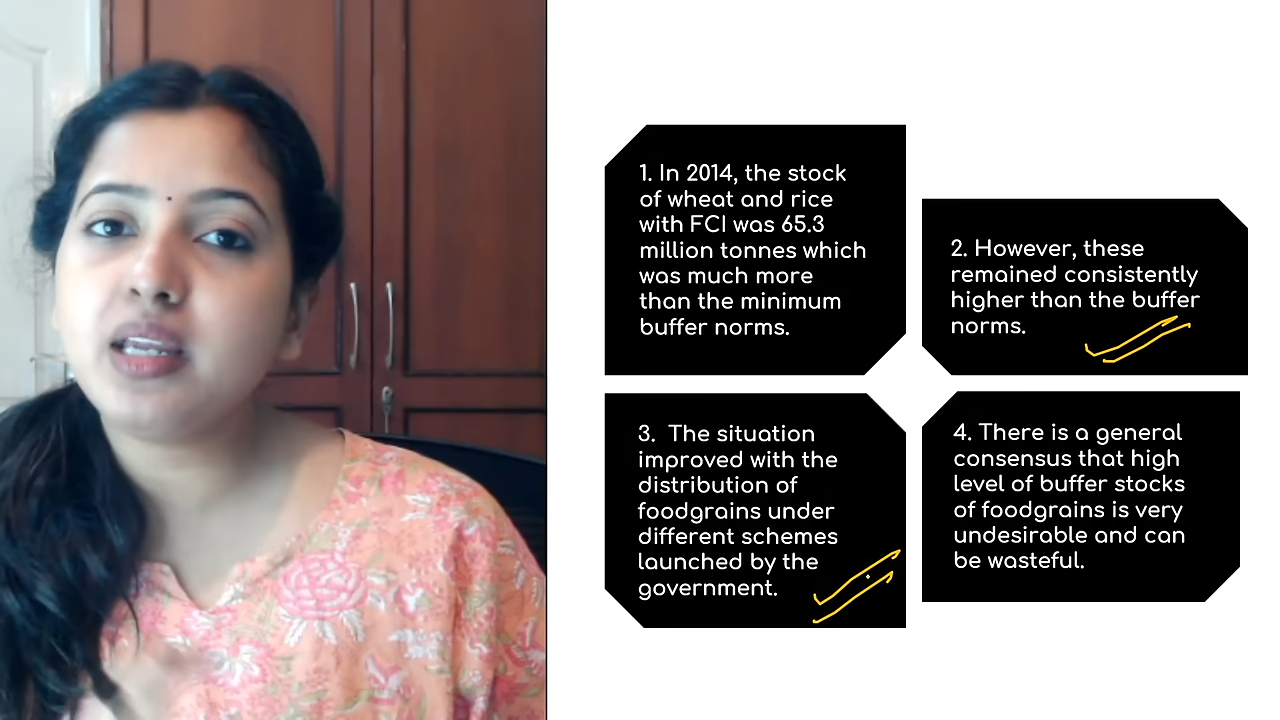 1. In 2014, the stock
of wheat and rice
with FCI was 65.3
million tonnes which
was much more
than the minimum
buffer norms.
2. However, these
remained consistently
higher than the buffer
norms.
3. The situation
improved with the
distribution of
foodgrains under
different schemes
launched by the
government.
4. There is a general
consensus that high
level of buffer stocks
of foodgrains is very
undesirable and can
be wasteful.